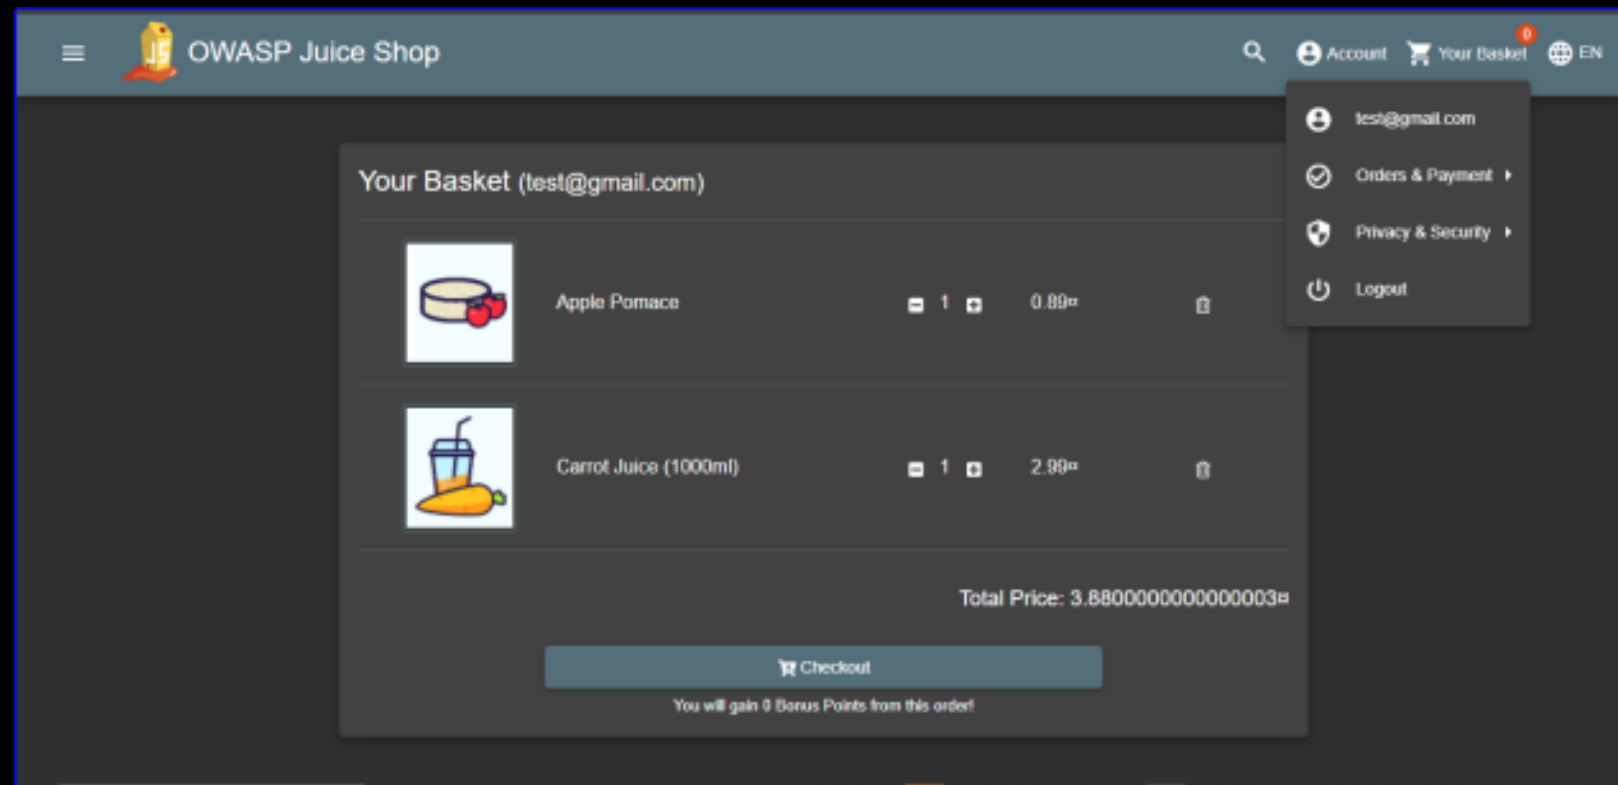 OWASP Juice Shop
Account
Your Basket
0
EN
test@gmail.com
Orders & Payment
Privacy & Security
Logout
Your Basket (test@gmail.com)
Apple Pomace 1 0.89¤
Carrot Juice (1000ml) 1 2.99¤
Total Price: 3.8800000000000003¤
Checkout
You will gain 0 Bonus Points from this order!